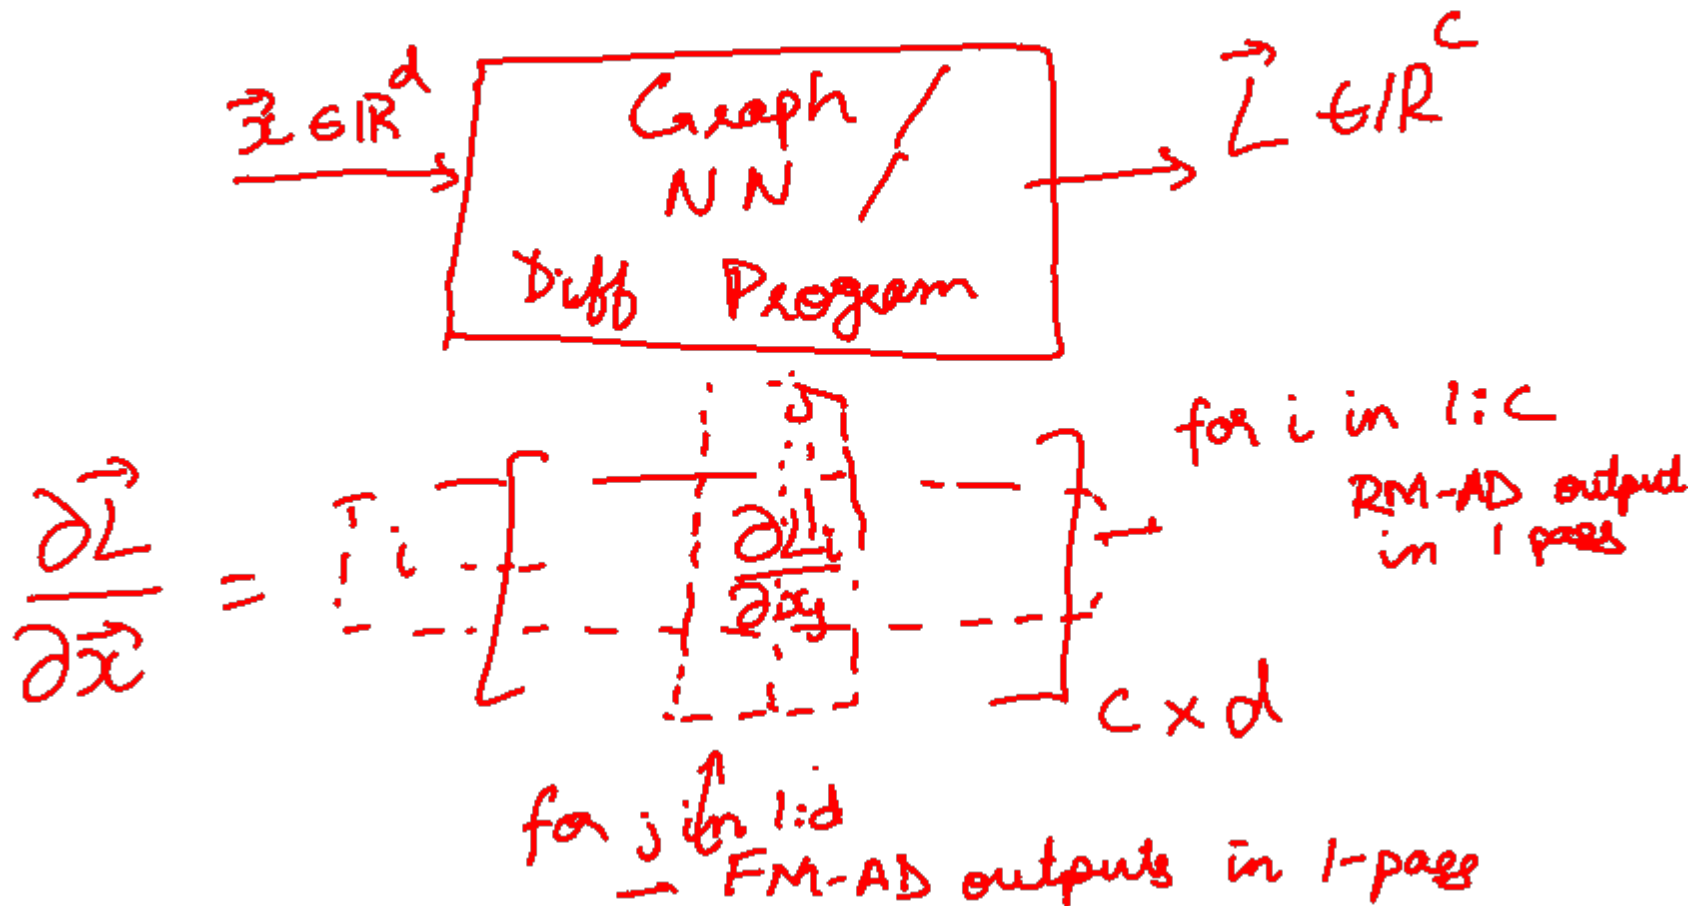 x⃗ ∈ ℝ^d
Graph /
NN /
Diff Program
L⃗ ∈ ℝ^C
∂L⃗/∂x⃗ = i [ j ∂L_i/∂x_j ] C × d
for i in 1:C
RM-AD output
in 1 pass
for j in 1:d
– FM-AD outputs in 1-pass